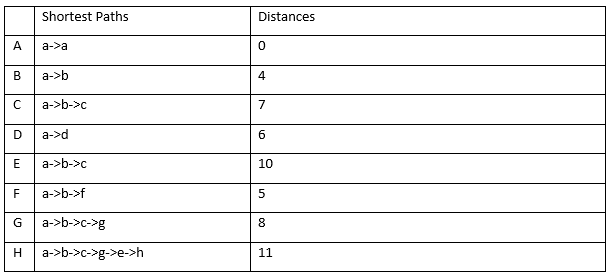 Shortest Paths Distances
A a->a 0
B a->b 4
C a->b->c 7
D a->d 6
E a->b->c 10
F a->b->f 5
G a->b->c->g 8
H a->b->c->g->e->h 11